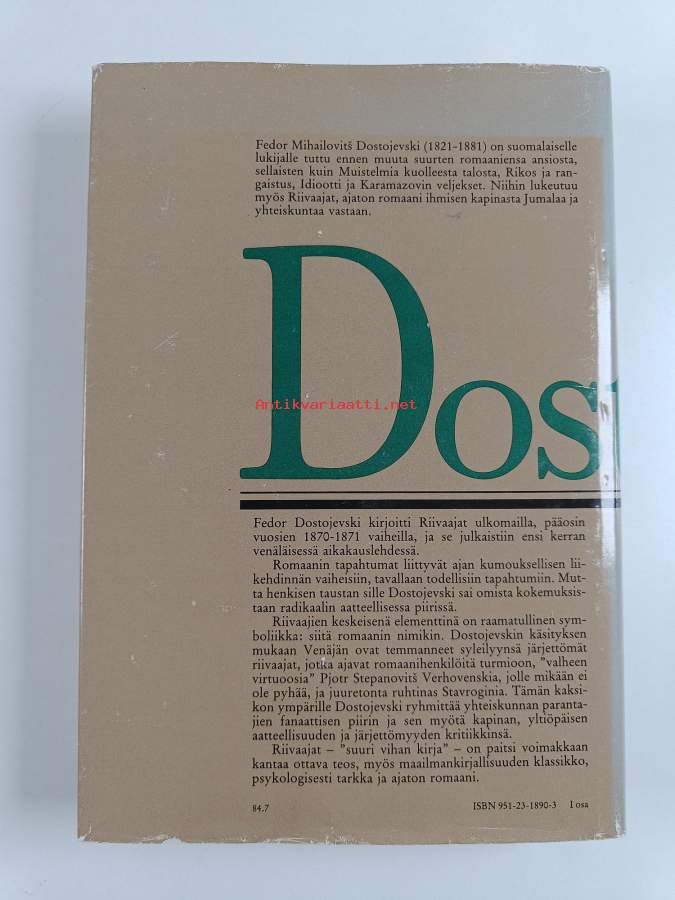 Fedor Mihailovitš Dostojevski (1821-1881) on suomalaiselle
lukijalle tuttu ennen muuta suurten romaaniensa ansiosta,
sellaisten kuin Muistelmia kuolleesta talosta, Rikos ja ran-
gaistus, Idiootti ja Karamazovin veljekset. Niihin lukeutuu
myös Riivaajat, ajaton romaani ihmisen kapinasta Jumalaa ja
yhteiskuntaa vastaan.
Dos
Antikvariaatti.net
Fedor Dostojevski kirjoitti Riivaajat ulkomailla, pääosin
vuosien 1870-1871 vaiheilla, ja se julkaistiin ensi kerran
venäläisessä aikakauslehdessä.
Romaanin tapahtumat liittyvät ajan kumouksellisen lii-
kehdinnän vaiheisiin, tavallaan todellisiin tapahtumiin. Mut-
ta henkisen taustan sille Dostojevski sai omista kokemuksis-
taan radikaalin aatteellisessa piirissä.
Riivaajien keskeisenä elementtinä on raamatullinen sym-
boliikka: siitä romaanin nimikin. Dostojevskin käsityksen
mukaan Venäjän ovat temmanneet syleilyynsä järjettömät
riivaajat, jotka ajavat romaanihenkilöitä turmioon, ”valheen
virtuoosia” Pjotr Stepanovitš Verhovenskia, jolle mikään ei
ole pyhää, ja juuretonta ruhtinas Stavroginia. Tämän kaksi-
kon ympärille Dostojevski ryhmittää yhteiskunnan paranta-
jien fanaattisen piirin ja sen myötä kapinan, yltiöpäisen
aatteellisuuden ja järjettömyyden kritiikkinsä.
Riivaajat – ”suuri vihan kirja” – on paitsi voimakkaan
kantaa ottava teos, myös maailmankirjallisuuden klassikko,
psykologisesti tarkka ja ajaton romaani.
84.7 ISBN 951-23-1890-3 I osa